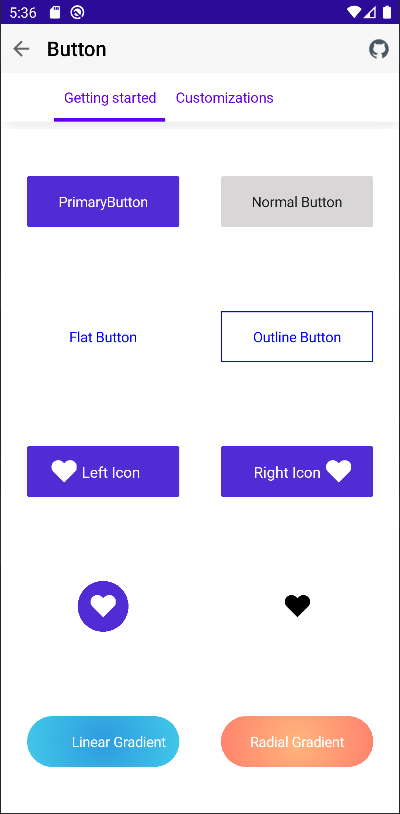 5:36
Button
Getting started Customizations
PrimaryButton Normal Button
Flat Button Outline Button
Left Icon Right Icon
Linear Gradient Radial Gradient